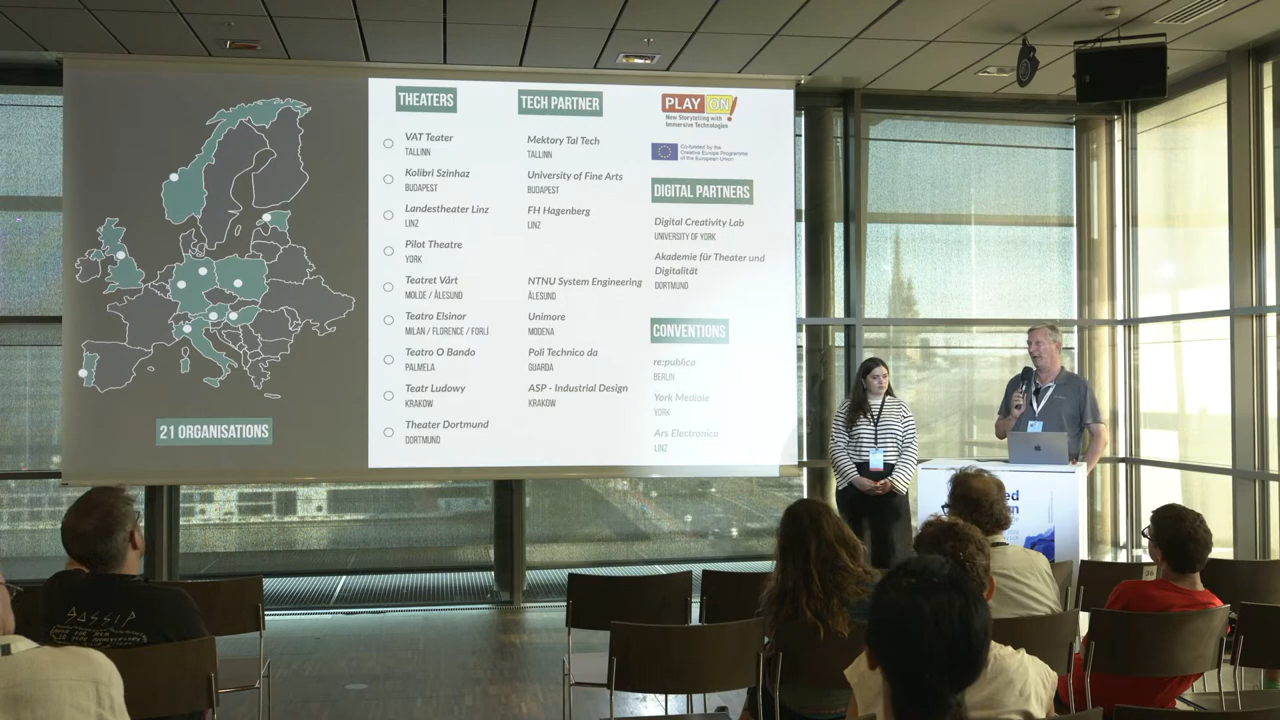 THEATERS
VAT Teater
TALLINN
Kolibri Szinhaz
BUDAPEST
Landestheater Linz
LINZ
Pilot Theatre
YORK
Teatret Vårt
MOLDE / ÅLESUND
Teatro Elsinor
MILAN / FLORENCE / FORLÌ
Teatro O Bando
PALMELA
Teatr Ludowy
KRAKOW
Theater Dortmund
DORTMUND
TECH PARTNER
Mektory Tal Tech
TALLINN
University of Fine Arts
BUDAPEST
FH Hagenberg
LINZ
NTNU System Engineering
ÅLESUND
Unimore
MODENA
Poli Technico da
GUARDA
ASP - Industrial Design
KRAKOW
PLAY ON!
New Storytelling with
Immersive Technologies
Co-funded by the
Creative Europe Programme
of the European Union
DIGITAL PARTNERS
Digital Creativity Lab
UNIVERSITY OF YORK
Akademie für Theater und
Digitalität
DORTMUND
CONVENTIONS
re:publica
BERLIN
York Mediale
YORK
Ars Electronica
LINZ
21 ORGANISATIONS
GOSSIP
36